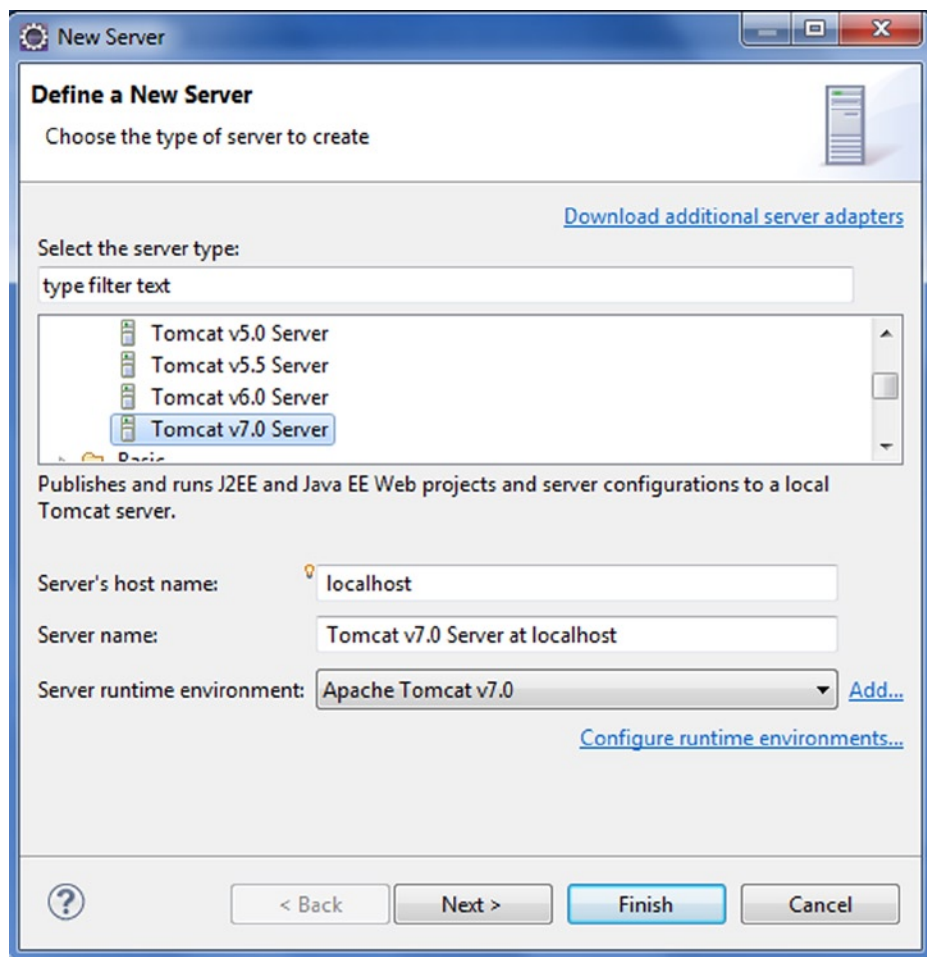 New Server
Define a New Server
Choose the type of server to create
Download additional server adapters
Select the server type:
type filter text
Tomcat v5.0 Server
Tomcat v5.5 Server
Tomcat v6.0 Server
Tomcat v7.0 Server
Basic
Publishes and runs J2EE and Java EE Web projects and server configurations to a local
Tomcat server.
Server's host name: localhost
Server name: Tomcat v7.0 Server at localhost
Server runtime environment: Apache Tomcat v7.0 Add...
Configure runtime environments...
? < Back Next > Finish Cancel